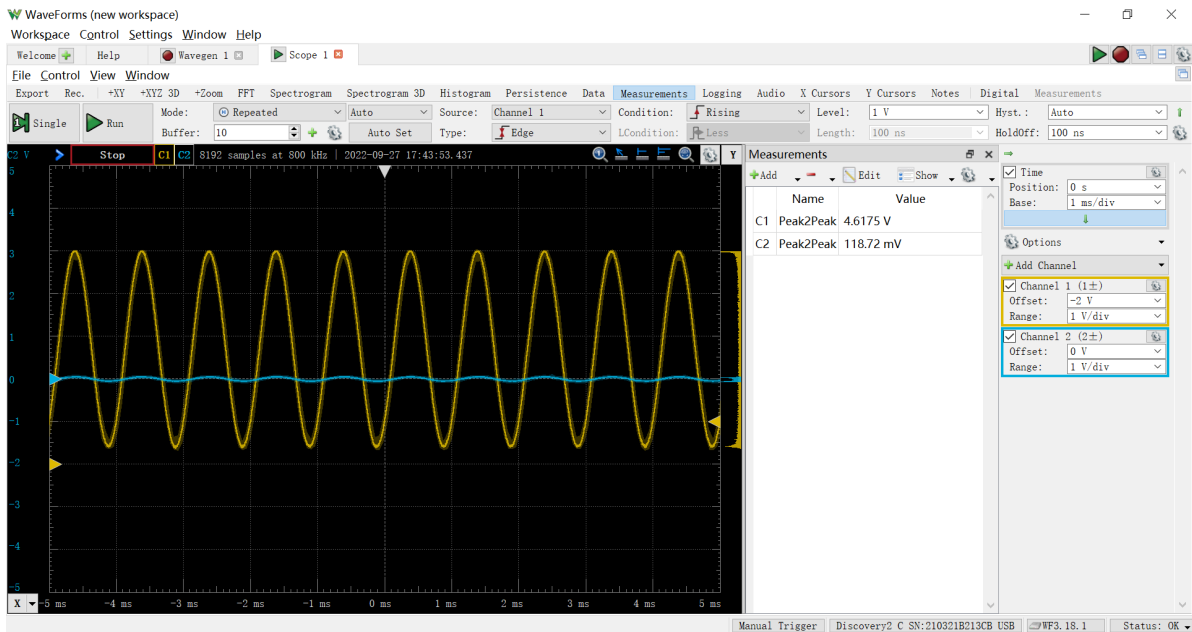 WaveForms (new workspace)
Workspace Control Settings Window Help
Welcome Help Wavegen 1 Scope 1
File Control View Window
Export Rec. +XY +XYZ 3D +Zoom FFT Spectrogram Spectrogram 3D Histogram Persistence Data Measurements Logging Audio X Cursors Y Cursors Notes Digital Measurements
Single Run Mode: Repeated Auto Source: Channel 1 Condition: Rising Level: 1 V Hyst.: Auto
Buffer: 10 Auto Set Type: Edge LCondition: Less Length: 100 ns HoldOff: 100 ns
C2 V Stop C1 C2 8192 samples at 800 kHz | 2022-09-27 17:43:53.437 Y
5
4
3
2
1
0
-1
-2
-3
-4
-5
X -5 ms -4 ms -3 ms -2 ms -1 ms 0 ms 1 ms 2 ms 3 ms 4 ms 5 ms
Measurements
Add Edit Show
Name Value
C1 Peak2Peak 4.6175 V
C2 Peak2Peak 118.72 mV
Time
Position: 0 s
Base: 1 ms/div
Options
Add Channel
Channel 1 (1±)
Offset: -2 V
Range: 1 V/div
Channel 2 (2±)
Offset: 0 V
Range: 1 V/div
Manual Trigger Discovery2 C SN:210321B213CB USB WF3.18.1 Status: OK